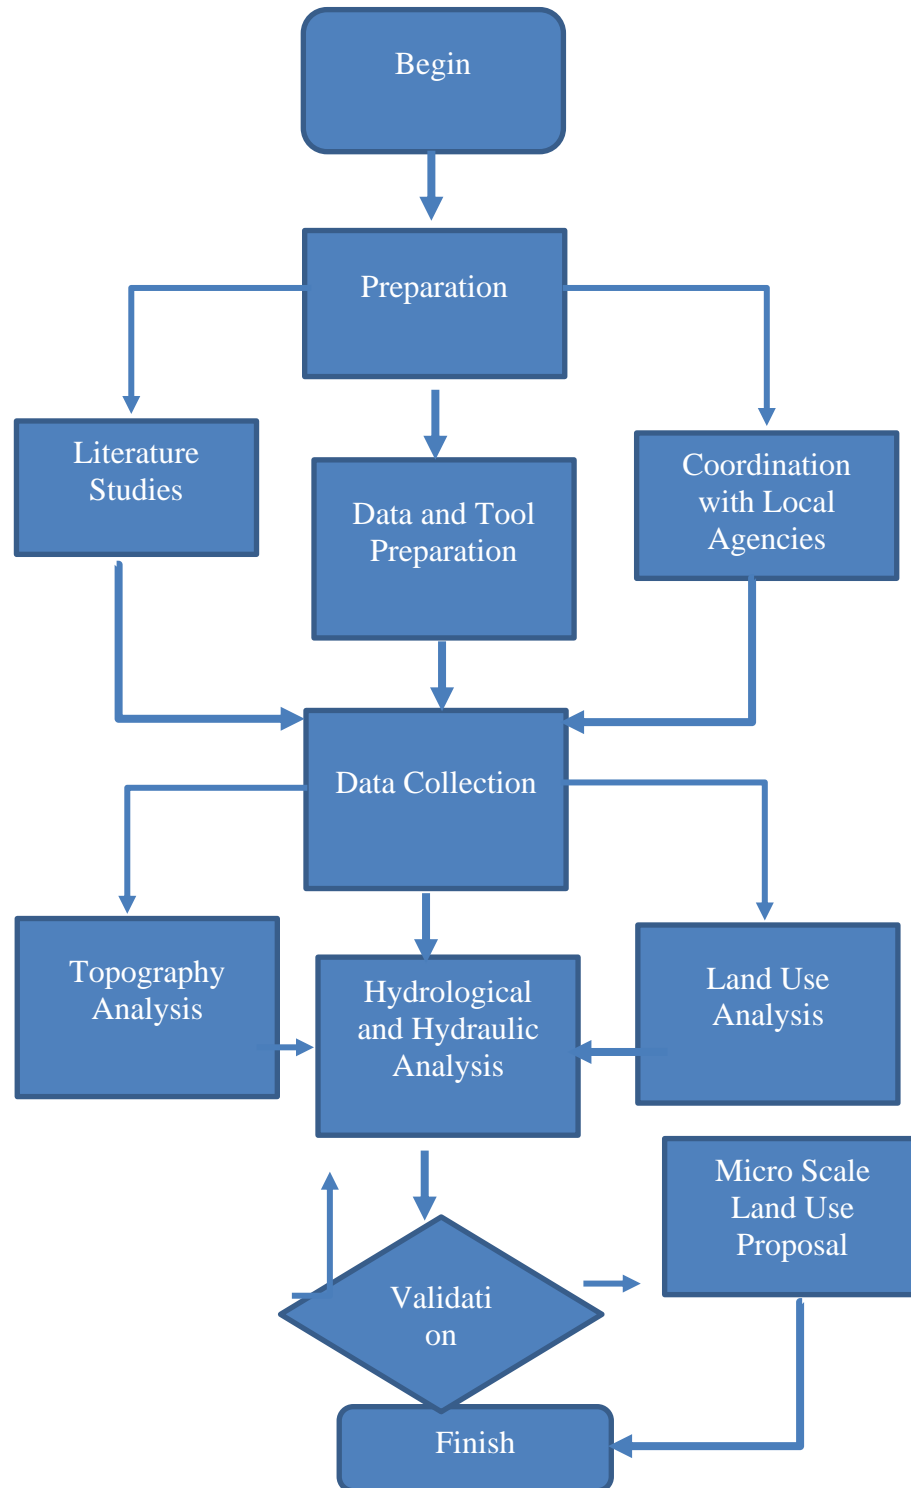 Begin
Preparation
Literature
Studies
Data and Tool
Preparation
Coordination
with Local
Agencies
Data Collection
Topography
Analysis
Hydrological
and Hydraulic
Analysis
Land Use
Analysis
Micro Scale
Land Use
Proposal
Validati
on
Finish